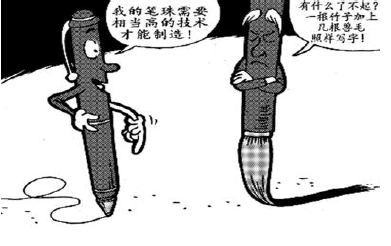 我的笔珠需要
相当高的技术
才能制造！
有什么了不起？
一根竹子加上
几根兽毛
照样写字！